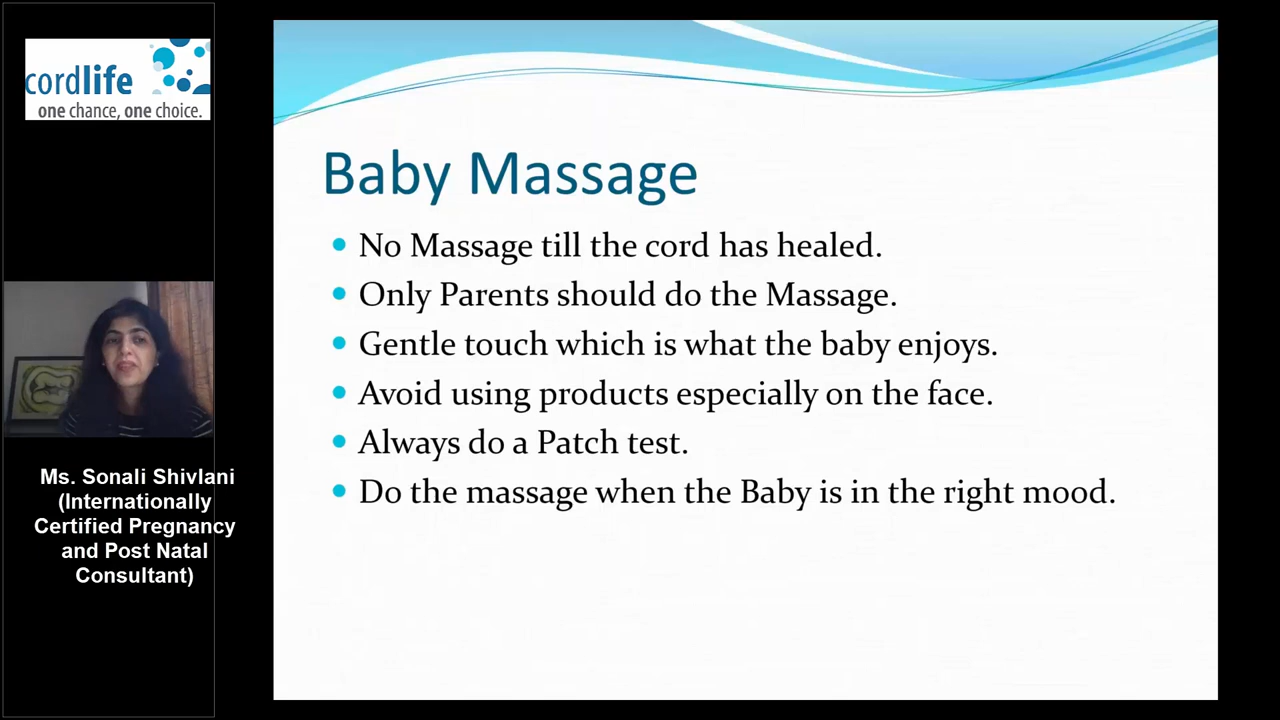 cordlife
one chance, one choice.
Baby Massage
No Massage till the cord has healed.
Only Parents should do the Massage.
Gentle touch which is what the baby enjoys.
Avoid using products especially on the face.
Always do a Patch test.
Do the massage when the Baby is in the right mood.
Ms. Sonali Shivlani
(Internationally
Certified Pregnancy
and Post Natal
Consultant)